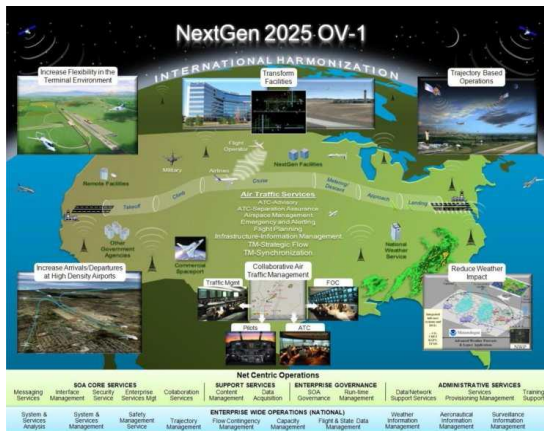 NextGen 2025 OV-1
INTERNATIONAL HARMONIZATION
Increase Flexibility in the
Terminal Environment
Transform
Facilities
Trajectory Based
Operations
Flight
Operator
Military
Airlines
NextGen Facilities
Remote Facilities
Takeoff
Climb
Cruise
Metering/
Descent
Approach
Landing
Air Traffic Services
ATC-Advisory
ATC-Separation Assurance
Airspace Management
Emergency and Alerting
Flight Planning
Infrastructure-Information Management
TM-Strategic Flow
TM-Synchronization
Other
Government
Agencies
Commercial
Spaceport
National
Weather
Service
Increase Arrivals/Departures
at High Density Airports
Collaborative Air
Traffic Management
Reduce Weather
Impact
Traffic Mgmt
FOC
Pilots
ATC
Net Centric Operations
SOA CORE SERVICES
SUPPORT SERVICES
ENTERPRISE GOVERNANCE
ADMINISTRATIVE SERVICES
Messaging
Services
Interface
Management
Security
Service
Enterprise
Services Mgt
Collaboration
Services
Content
Management
Data
Acquisition
SOA
Governance
Run-time
Management
Data/Network
Support Services
Services
Provisioning Management
Training
Support
ENTERPRISE WIDE OPERATIONS (NATIONAL)
System &
Services
Analysis
System &
Services
Management
Safety
Management
Service
Trajectory
Management
Flow Contingency
Management
Capacity
Management
Flight & State Data
Management
Weather
Information
Management
Aeronautical
Information
Management
Surveillance
Information
Management